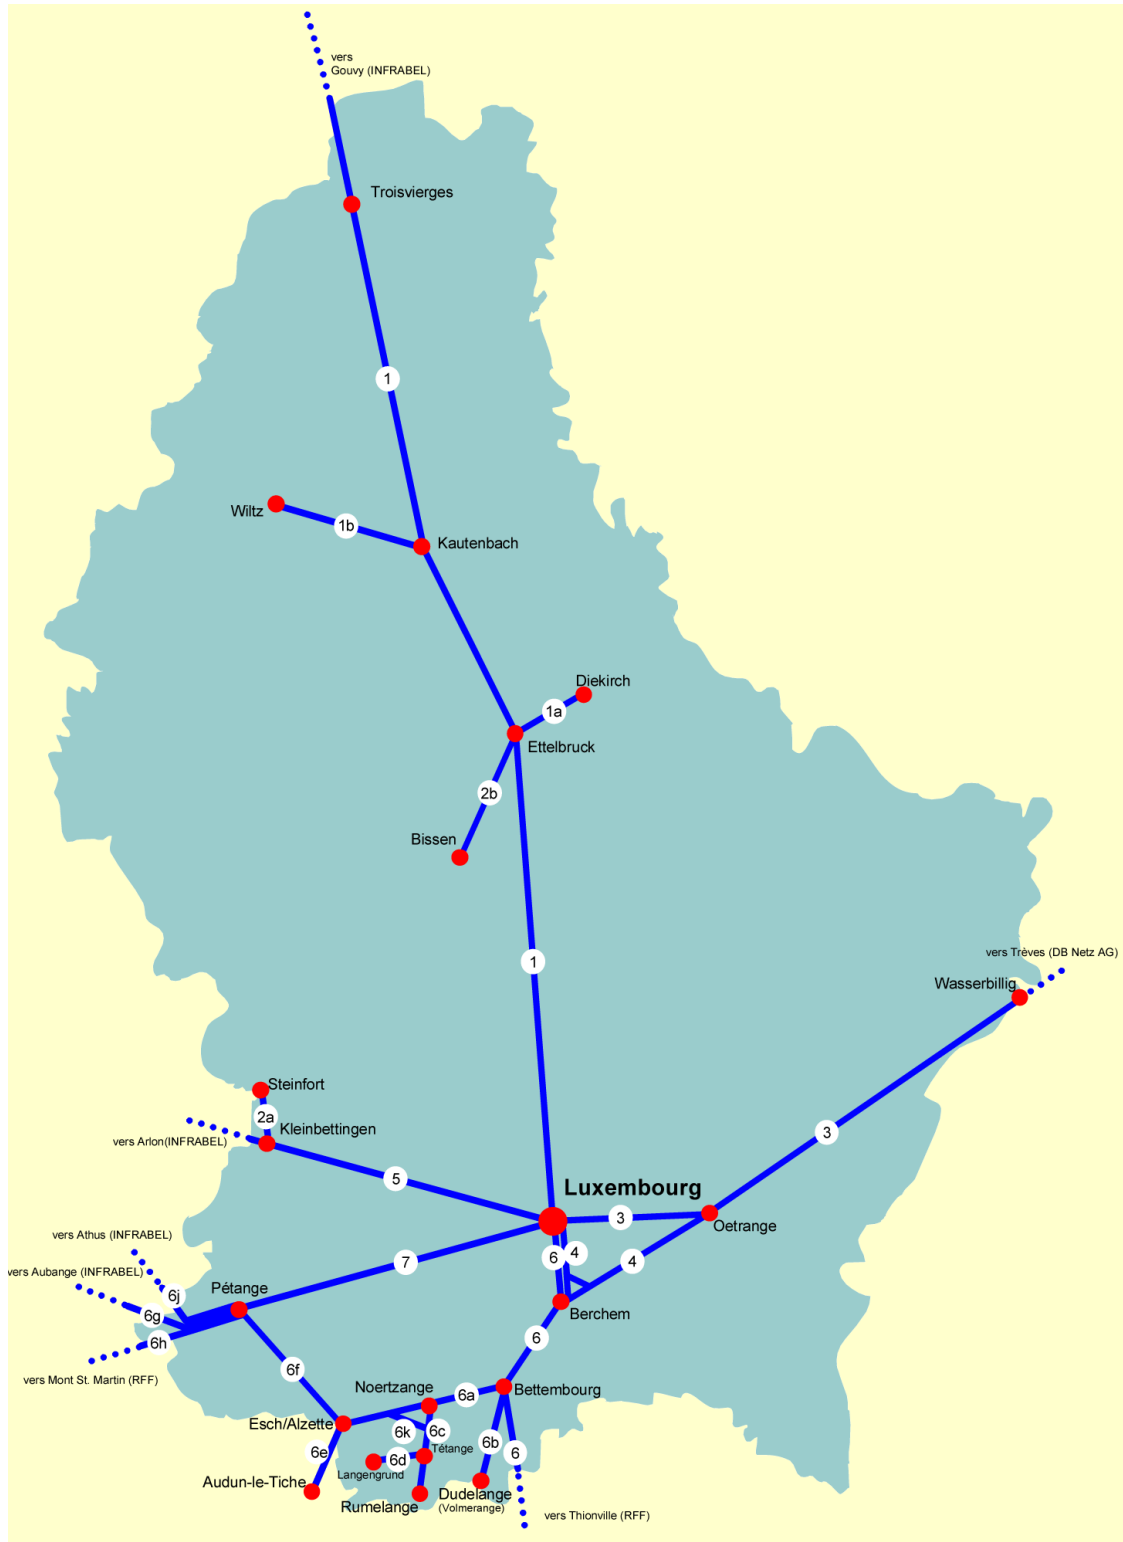 vers
Gouvy (INFRABEL)
Troisvierges
1
Wiltz
1b
Kautenbach
Diekirch
1a
Ettelbruck
2b
Bissen
1
vers Trèves (DB Netz AG)
Wasserbillig
Steinfort
2a
Kleinbettingen
vers Arlon(INFRABEL)
3
5
Luxembourg
3
Oetrange
vers Athus (INFRABEL)
6
4
4
7
vers Aubange (INFRABEL)
Pétange
6j
6g
Berchem
6h
6
6f
vers Mont St. Martin (RFF)
Noertzange
6a
Bettembourg
Esch/Alzette
6k
6c
6b
6
6e
Tétange
6d
Langengrund
Audun-le-Tiche
Rumelange
Dudelange
(Volmerange)
vers Thionville (RFF)